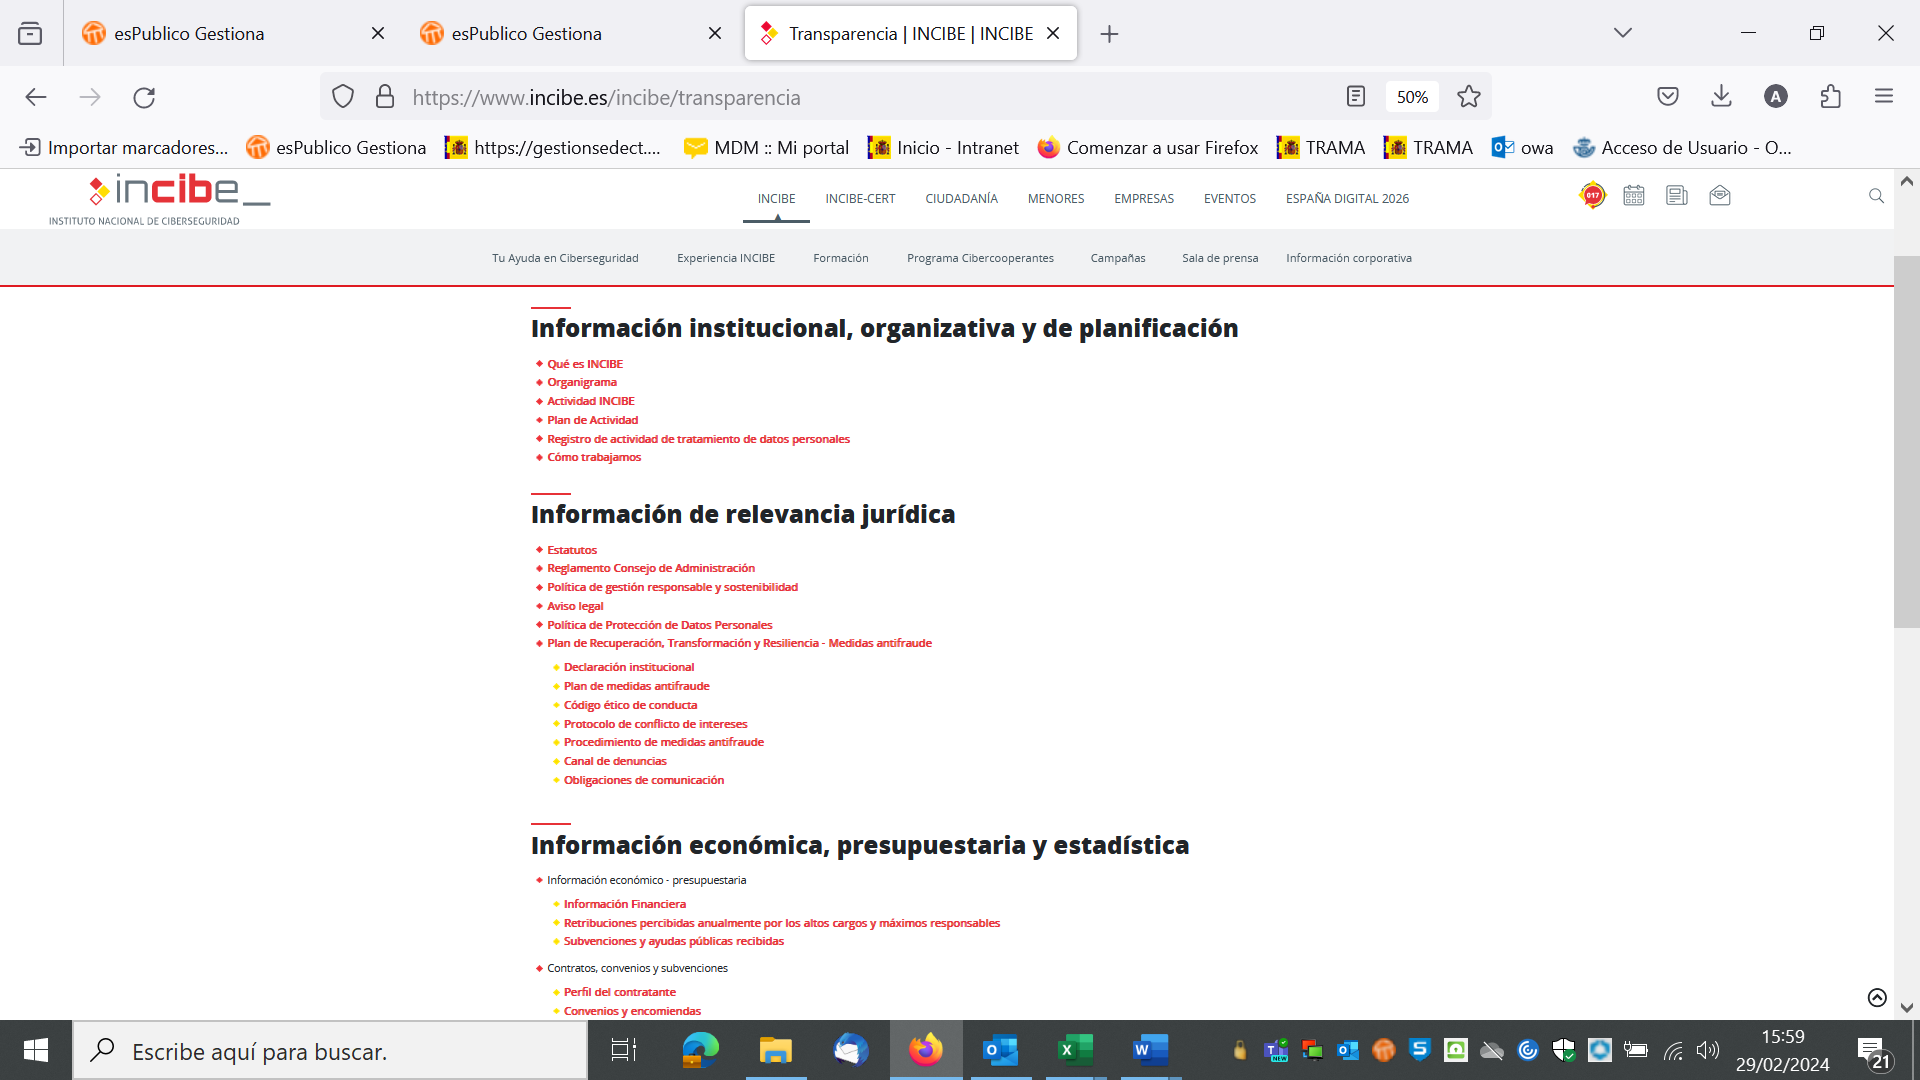 esPublico Gestiona
esPublico Gestiona
Transparencia | INCIBE | INCIBE
https://www.incibe.es/incibe/transparencia
50%
A
Importar marcadores...
esPublico Gestiona
https://gestionsedect....
MDM :: Mi portal
Inicio - Intranet
Comenzar a usar Firefox
TRAMA
TRAMA
owa
Acceso de Usuario - O...
incibe_
INSTITUTO NACIONAL DE CIBERSEGURIDAD
INCIBE
INCIBE-CERT
CIUDADANÍA
MENORES
EMPRESAS
EVENTOS
ESPAÑA DIGITAL 2026
017
Tu Ayuda en Ciberseguridad
Experiencia INCIBE
Formación
Programa Cibercooperantes
Campañas
Sala de prensa
Información corporativa
Información institucional, organizativa y de planificación
Qué es INCIBE
Organigrama
Actividad INCIBE
Plan de Actividad
Registro de actividad de tratamiento de datos personales
Cómo trabajamos
Información de relevancia jurídica
Estatutos
Reglamento Consejo de Administración
Política de gestión responsable y sostenibilidad
Aviso legal
Política de Protección de Datos Personales
Plan de Recuperación, Transformación y Resiliencia - Medidas antifraude
Declaración institucional
Plan de medidas antifraude
Código ético de conducta
Protocolo de conflicto de intereses
Procedimiento de medidas antifraude
Canal de denuncias
Obligaciones de comunicación
Información económica, presupuestaria y estadística
Información económico - presupuestaria
Información Financiera
Retribuciones percibidas anualmente por los altos cargos y máximos responsables
Subvenciones y ayudas públicas recibidas
Contratos, convenios y subvenciones
Perfil del contratante
Convenios y encomiendas
Escribe aquí para buscar.
15:59
29/02/2024
21